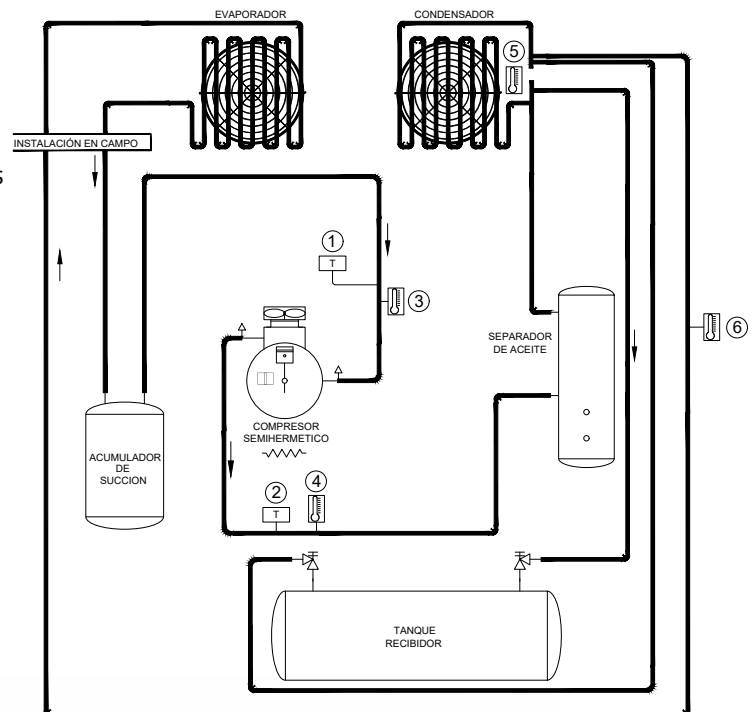 EVAPORADOR
CONDENSADOR
5
INSTALACIÓN EN CAMPO
s
1
T
3
6
SEPARADOR
DE ACEITE
COMPRESOR
SEMIHERMETICO
ACUMULADOR
DE
SUCCION
2
T
4
TANQUE
RECIBIDOR